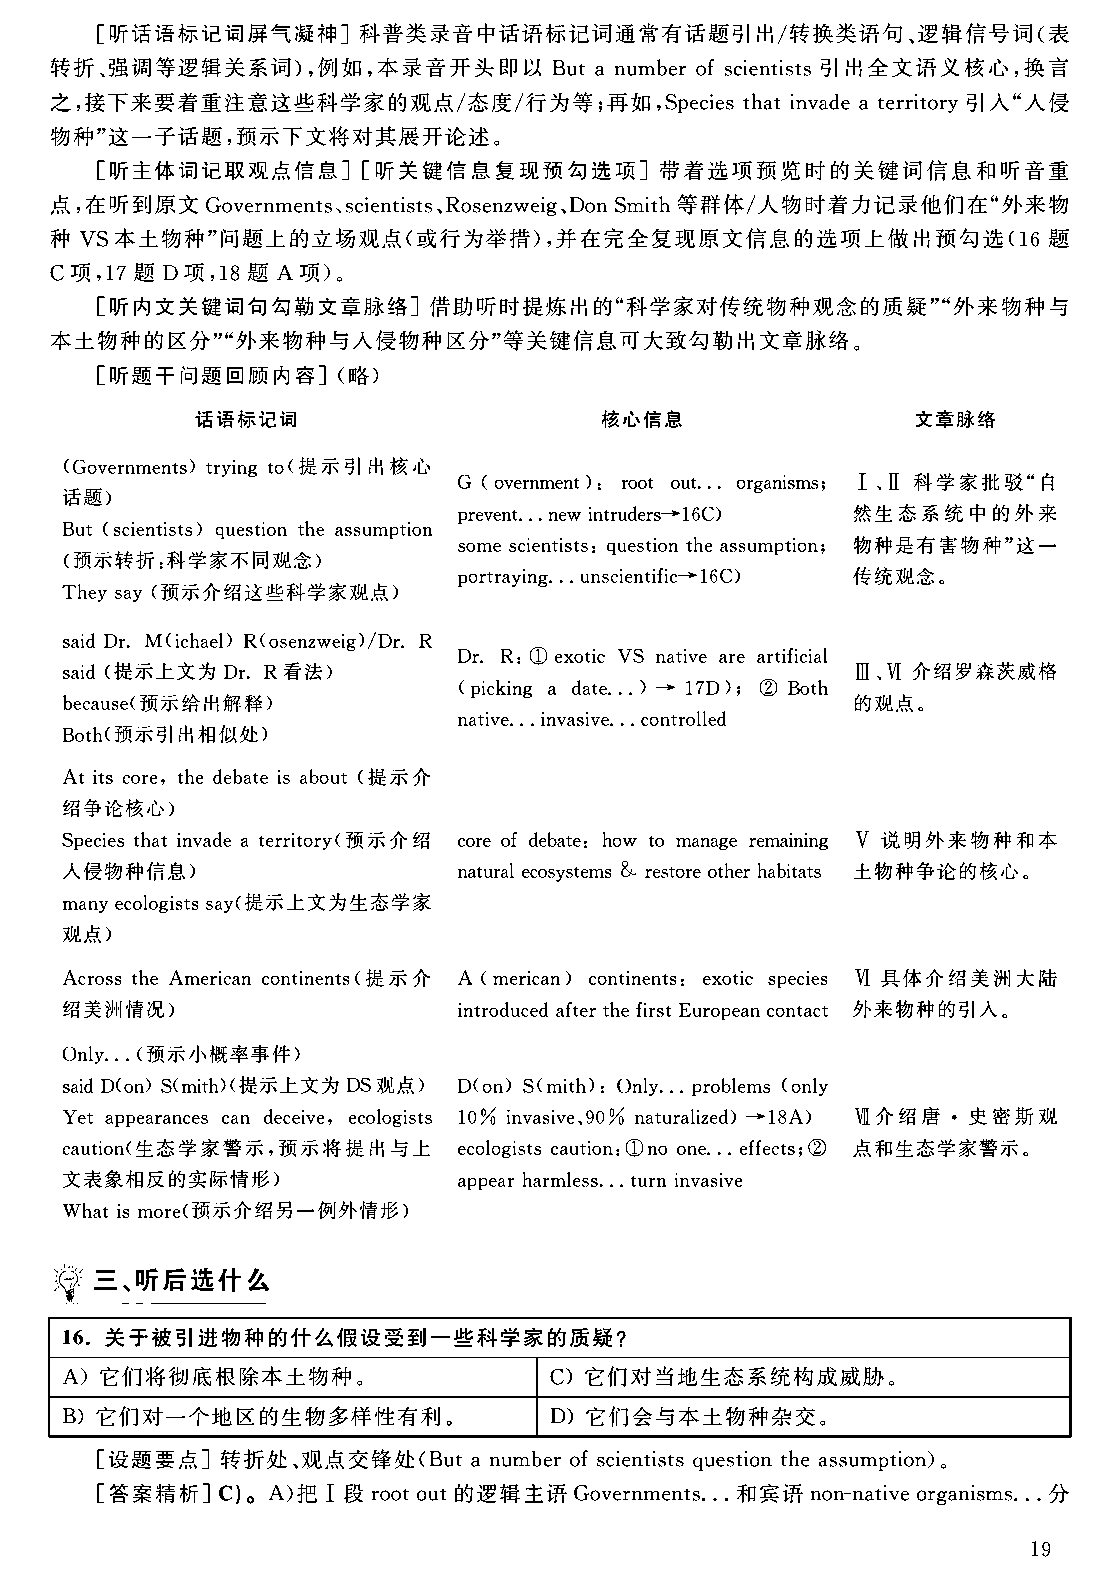 [听话语标记词屏气凝神] 科普类录音中话语标记词通常有话题引出/转换类语句、逻辑信号词(表
转折、强调等逻辑关系词),例如,本录音开头即以 But a number of scientists 引出全文语义核心,换言
之,接下来要着重注意这些科学家的观点/态度/行为等;再如,Species that invade a territory 引入“入侵
物种”这一子话题,预示下文将对其展开论述。
[听主体词记取观点信息][听关键信息复现预勾选项] 带着选项预览时的关键词信息和听音重
点,在听到原文 Governments、scientists、Rosenzweig、Don Smith 等群体/人物时着力记录他们在“外来物
种 VS 本土物种”问题上的立场观点(或行为举措),并在完全复现原文信息的选项上做出预勾选(16 题
C 项,17 题 D 项,18 题 A 项)。
[听内文关键词句勾勒文章脉络] 借助听时提炼出的“科学家对传统物种观念的质疑”“外来物种与
本土物种的区分”“外来物种与入侵物种区分”等关键信息可大致勾勒出文章脉络。
[听题干问题回顾内容](略)
话语标记词 核心信息 文章脉络
(Governments) trying to(提示引出核心
话题)
But (scientists) question the assumption
(预示转折:科学家不同观念)
They say (预示介绍这些科学家观点)
G(overnment): root out... organisms;
prevent...new intruders→16C)
some scientists: question the assumption;
portraying...unscientific→16C)
Ⅰ、Ⅱ 科学家批驳“自
然生态系统中的外来
物种是有害物种”这一
传统观念。
said Dr. M(ichael) R(osenzweig)/Dr. R
said (提示上文为 Dr. R 看法)
because(预示给出解释)
Both(预示引出相似处)
Dr. R: ① exotic VS native are artificial
(picking a date...) → 17D); ② Both
native...invasive...controlled
Ⅲ、Ⅵ 介绍罗森茨威格
的观点。
At its core, the debate is about (提示介
绍争论核心)
Species that invade a territory(预示介绍
入侵物种信息)
many ecologists say(提示上文为生态学家
观点)
core of debate: how to manage remaining
natural ecosystems & restore other habitats
Ⅴ 说明外来物种和本
土物种争论的核心。
Across the American continents(提示介
绍美洲情况)
A(merican) continents: exotic species
introduced after the first European contact
Ⅵ 具体介绍美洲大陆
外来物种的引入。
Only...(预示小概率事件)
said D(on) S(mith)(提示上文为 DS 观点)
Yet appearances can deceive, ecologists
caution(生态学家警示,预示将提出与上
文表象相反的实际情形)
What is more(预示介绍另一例外情形)
D(on) S(mith): Only...problems (only
10% invasive、90% naturalized) →18A)
ecologists caution:①no one...effects;②
appear harmless...turn invasive
Ⅶ介绍唐·史密斯观
点和生态学家警示。
三、听后选什么
16. 关于被引进物种的什么假设受到一些科学家的质疑?
A) 它们将彻底根除本土物种。 C) 它们对当地生态系统构成威胁。
B) 它们对一个地区的生物多样性有利。 D) 它们会与本土物种杂交。
[设题要点] 转折处、观点交锋处(But a number of scientists question the assumption)。
[答案精析] C)。A)把Ⅰ段 root out 的逻辑主语 Governments...和宾语 non-native organisms...分
19